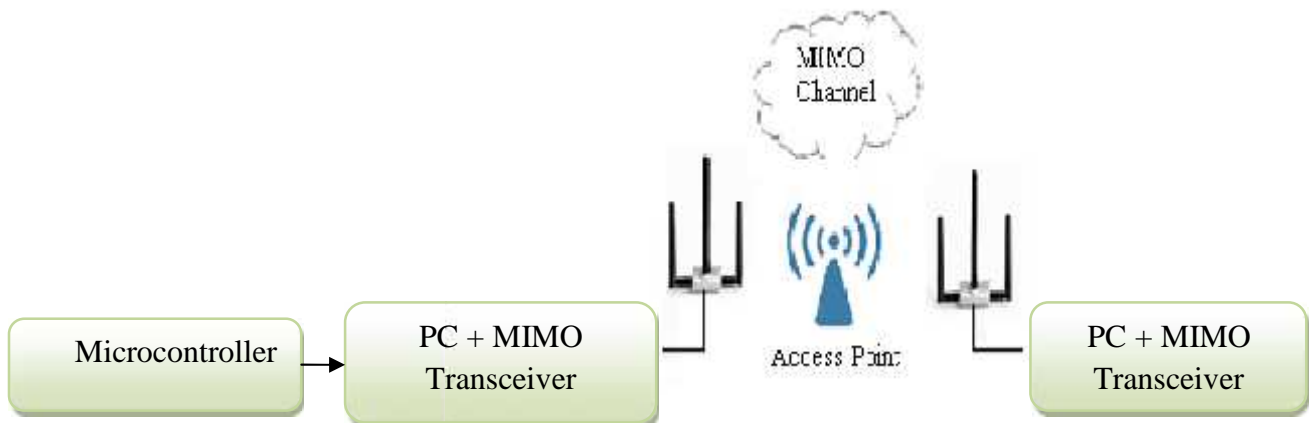 MIMO
Channel
Microcontroller
PC + MIMO
Transceiver
Access Point
PC + MIMO
Transceiver